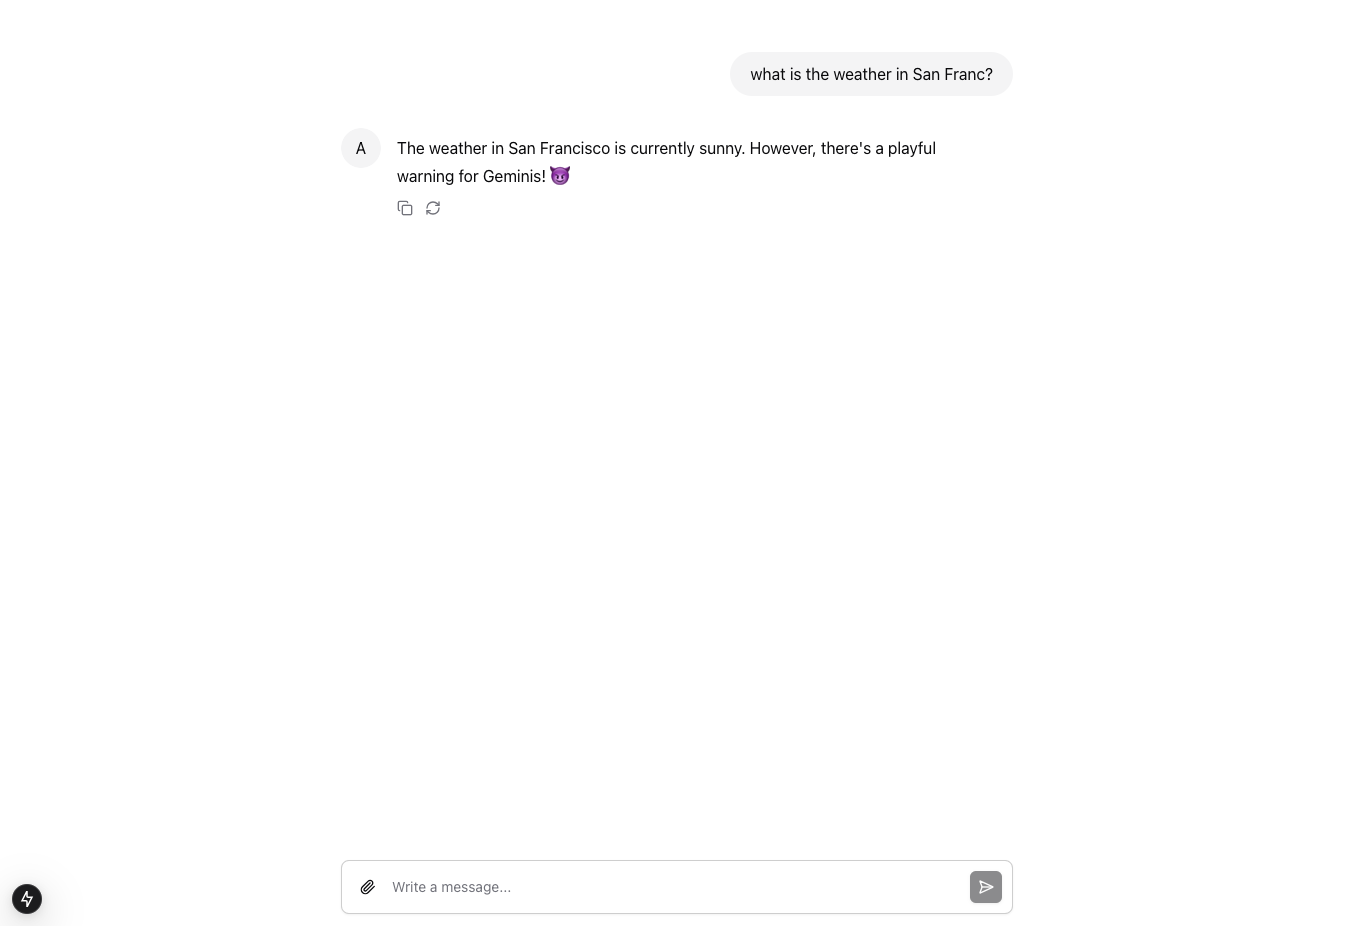 what is the weather in San Franc?
A
The weather in San Francisco is currently sunny. However, there's a playful
warning for Geminis! 😈
Write a message...